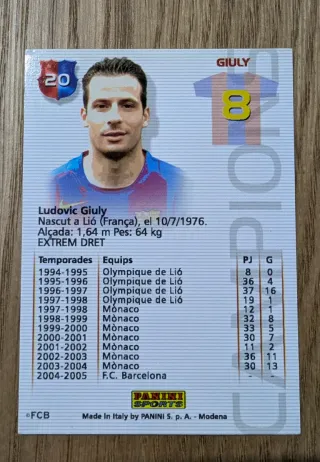 20
GIULY
8
CAMPIONS
Ludovic Giuly
Nascut a Lió (França), el 10/7/1976.
Alçada: 1,64 m Pes: 64 kg
EXTREM DRET
Temporades Equips PJ G
1994-1995 Olympique de Lió 8 0
1995-1996 Olympique de Lió 36 4
1996-1997 Olympique de Lió 37 16
1997-1998 Olympique de Lió 19 1
1997-1998 Mònaco 12 1
1998-1999 Mònaco 32 8
1999-2000 Mònaco 33 5
2000-2001 Mònaco 30 7
2001-2002 Mònaco 11 2
2002-2003 Mònaco 36 11
2003-2004 Mònaco 30 13
2004-2005 F.C. Barcelona - -
PANINI
SPORTS
©FCB
Made in Italy by PANINI S. p. A. - Modena